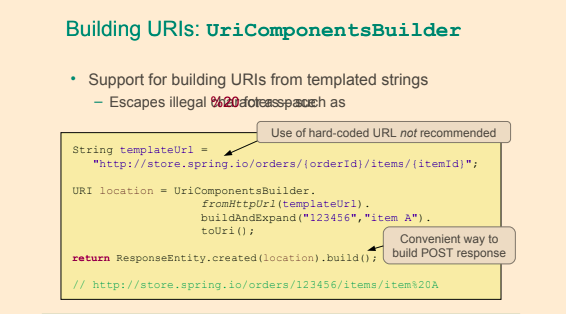 Building URIs: UriComponentsBuilder
• Support for building URIs from templated strings
– Escapes illegal characters – such as %20 for a space
Use of hard-coded URL not recommended
String templateUrl =
"http://store.spring.io/orders/{orderId}/items/{itemId}";
URI location = UriComponentsBuilder.
fromHttpUrl(templateUrl).
buildAndExpand("123456","item A").
toUri();
Convenient way to
build POST response
return ResponseEntity.created(location).build();
// http://store.spring.io/orders/123456/items/item%20A